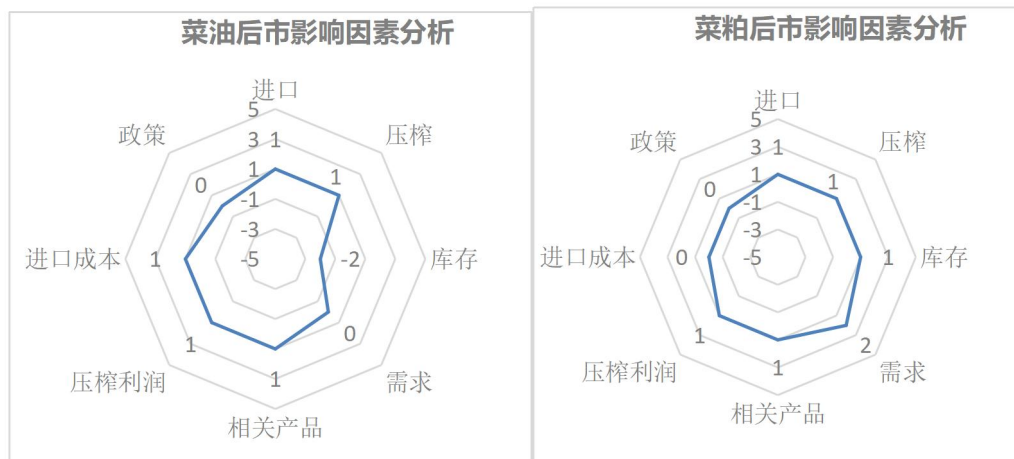 菜油后市影响因素分析
进口
5
政策
压榨
3
1
1
1
0
-1
-3
进口成本
1
-5
-2
库存
1
0
压榨利润
需求
1
相关产品
菜粕后市影响因素分析
进口
5
政策
压榨
3
1
1
1
0
-1
-3
进口成本
0
-5
1
库存
1
2
压榨利润
需求
1
相关产品